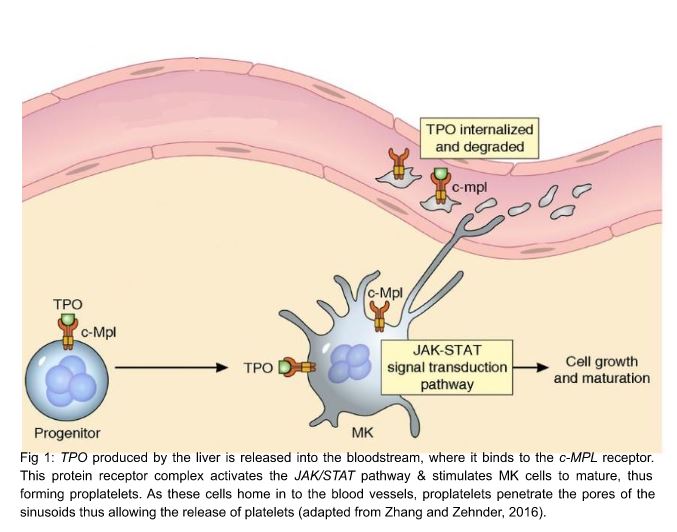 TPO internalized
and degraded
c-mpl
TPO
c-Mpl
c-Mpl
TPO
JAK-STAT
signal transduction
pathway
Cell growth
and maturation
Progenitor
MK
Fig 1: TPO produced by the liver is released into the bloodstream, where it binds to the c-MPL receptor.
This protein receptor complex activates the JAK/STAT pathway & stimulates MK cells to mature, thus
forming proplatelets. As these cells home in to the blood vessels, proplatelets penetrate the pores of the
sinusoids thus allowing the release of platelets (adapted from Zhang and Zehnder, 2016).